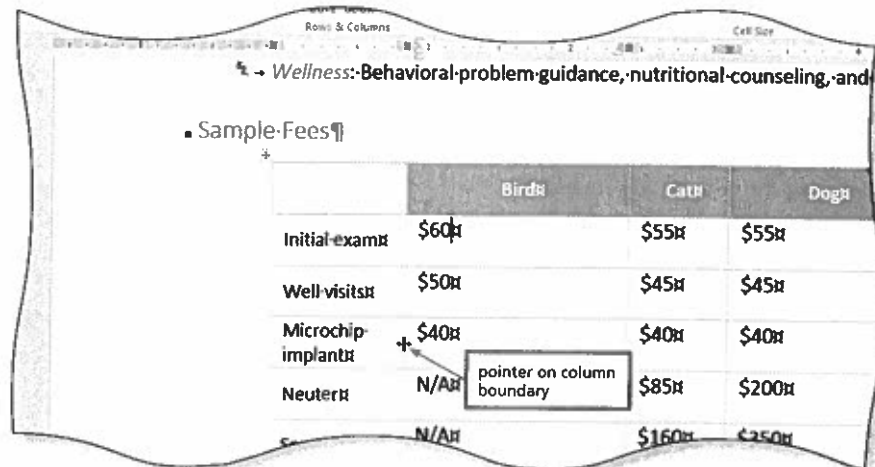 Rows & Columns
Cell Size
Wellness: Behavioral problem guidance, nutritional counseling, and
Sample Fees¶
Bird¤ Cat¤ Dog¤
Initial exam¤ $60¤ $55¤ $55¤
Well visits¤ $50¤ $45¤ $45¤
Microchip $40¤ $40¤ $40¤
implant¤
pointer on column
boundary
Neuter¤ N/A¤ $85¤ $200¤
N/A¤ $160¤ $250¤